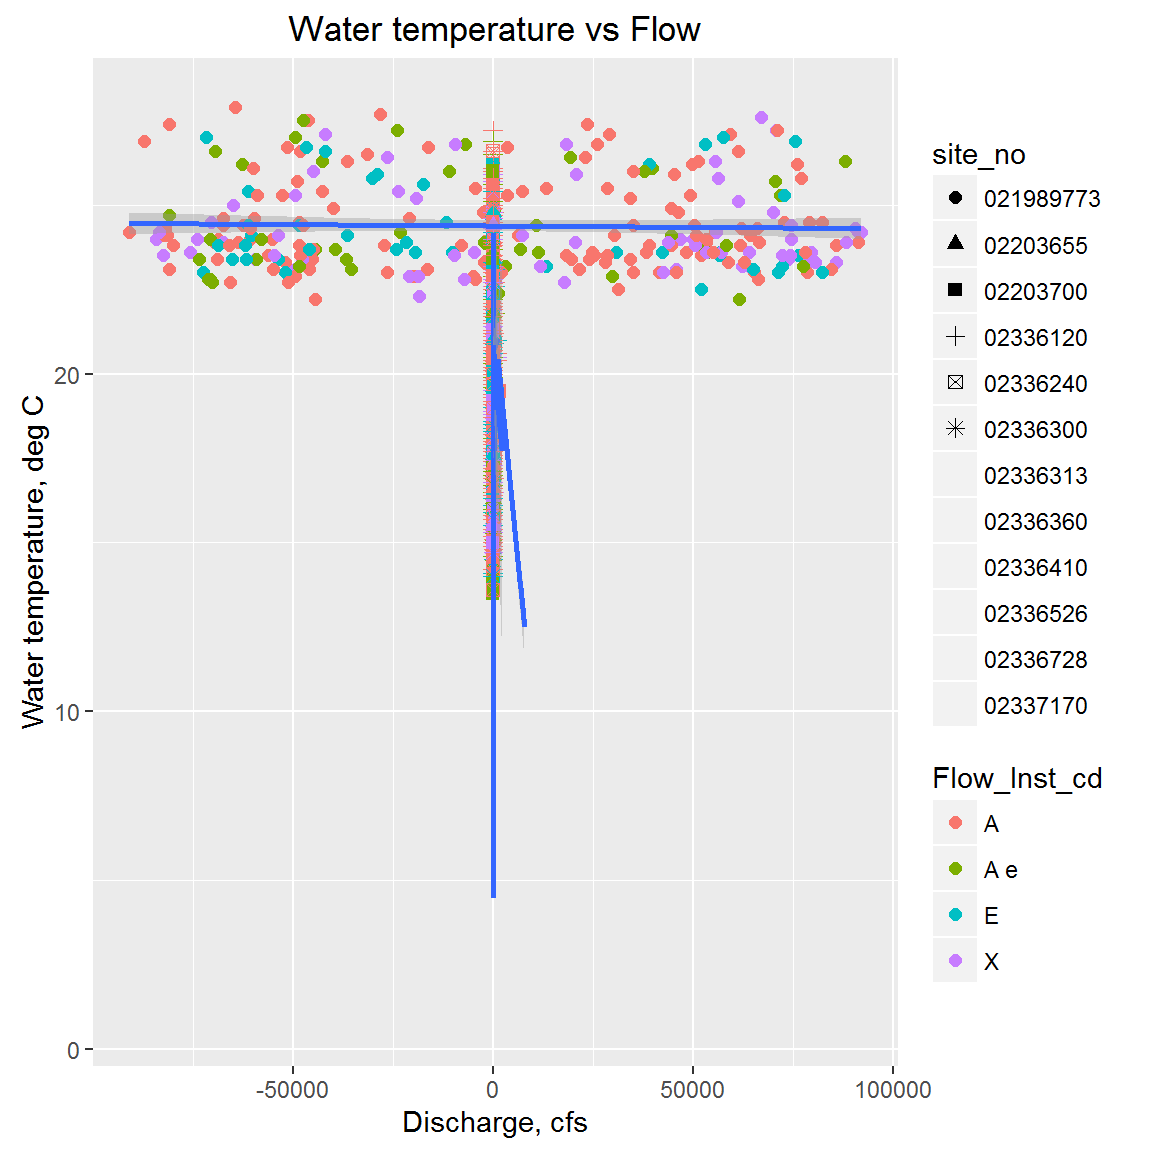 Water temperature vs Flow
Water temperature, deg C
20
10
0
-50000
0
50000
100000
Discharge, cfs
site_no
021989773
02203655
02203700
02336120
02336240
02336300
02336313
02336360
02336410
02336526
02336728
02337170
Flow_Inst_cd
A
A e
E
X